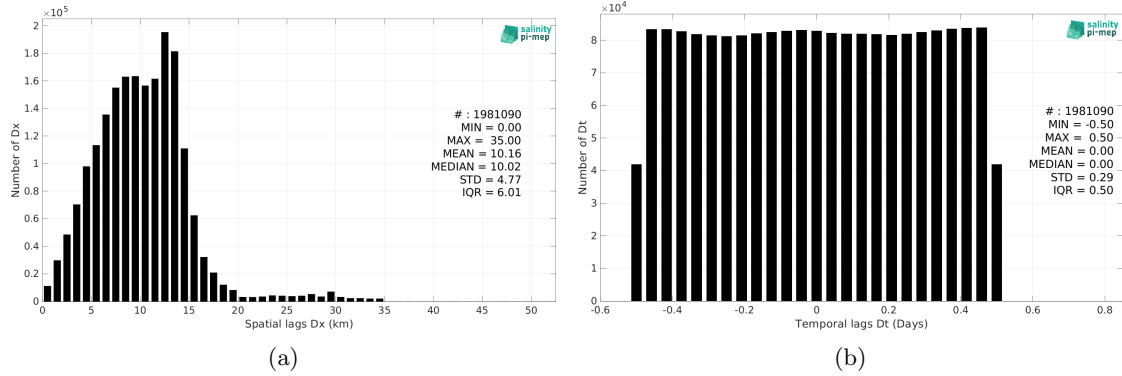 ×10^5
2
1.8
1.6
1.4
1.2
1
0.8
0.6
0.4
0.2
0
Number of Dx
0 5 10 15 20 25 30 35 40 45 50
Spatial lags Dx (km)
salinity
pi-mep
# : 1981090
MIN = 0.00
MAX = 35.00
MEAN = 10.16
MEDIAN = 10.02
STD = 4.77
IQR = 6.01
(a)
×10^4
8
7
6
5
4
3
2
1
0
Number of Dt
-0.6 -0.4 -0.2 0 0.2 0.4 0.6 0.8
Temporal lags Dt (Days)
salinity
pi-mep
# : 1981090
MIN = -0.50
MAX = 0.50
MEAN = 0.00
MEDIAN = 0.00
STD = 0.29
IQR = 0.50
(b)